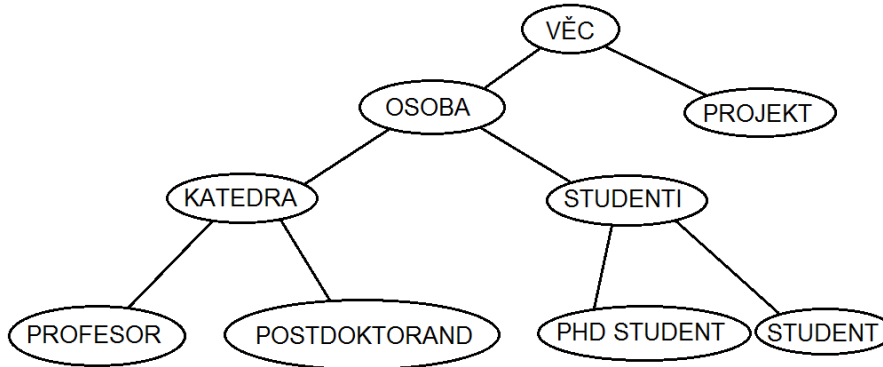 VĚC
OSOBA
PROJEKT
KATEDRA
STUDENTI
PROFESOR
POSTDOKTORAND
PHD STUDENT
STUDENT